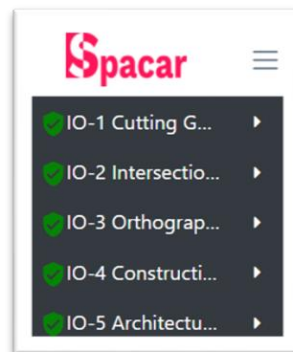 Spacar
IO-1 Cutting G...
IO-2 Intersectio...
IO-3 Orthograp...
IO-4 Constructi...
IO-5 Architectu...